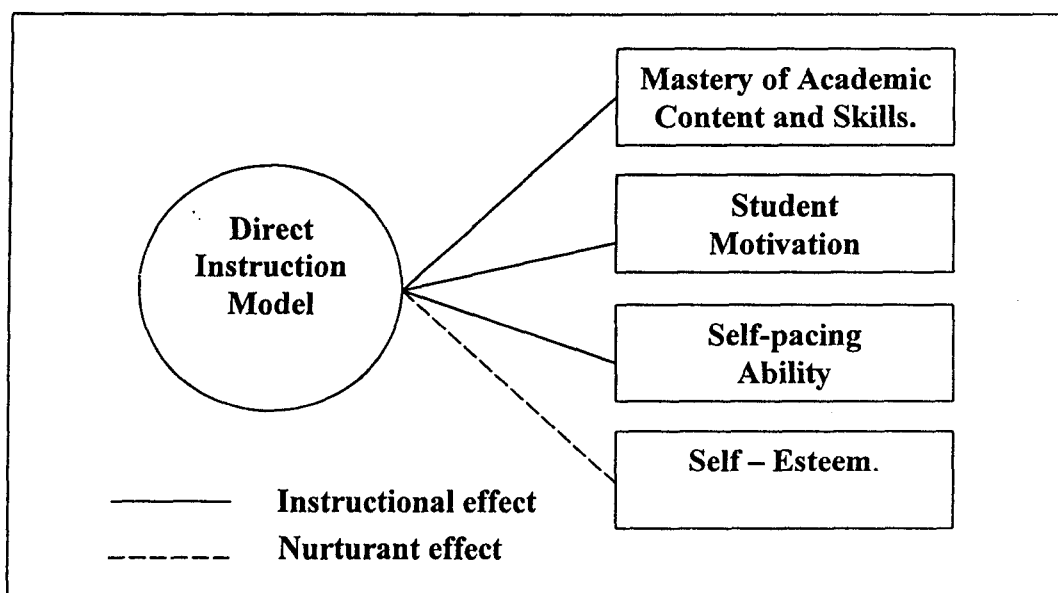 Direct
Instruction
Model
Mastery of Academic
Content and Skills.
Student
Motivation
Self-pacing
Ability
Self – Esteem.
Instructional effect
Nurturant effect